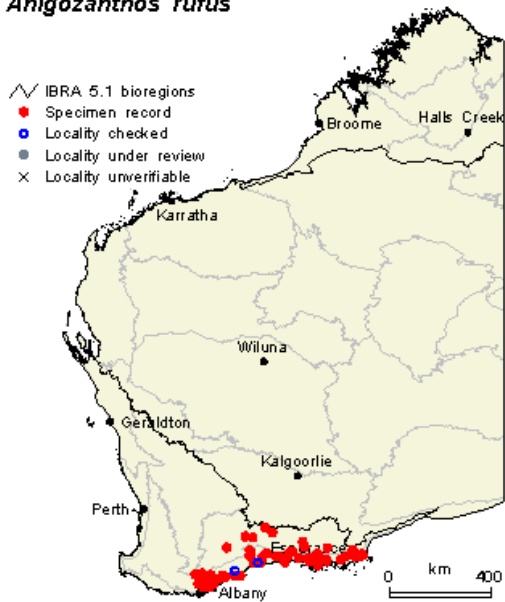 Anigozanthos rufus
IBRA 5.1 bioregions
Specimen record
Locality checked
Locality under review
Locality unverifiable
Broome
Halls Creek
Karratha
Wiluna
Geraldton
Kalgoorlie
Perth
Esperance
Albany
km
0 400